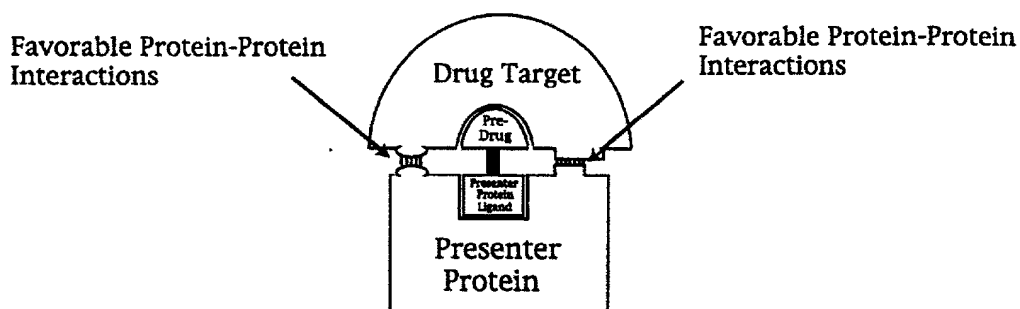 Favorable Protein-Protein
Interactions
Favorable Protein-Protein
Interactions
Drug Target
Pre-
Drug
Presenter
Protein
Ligand
Presenter
Protein